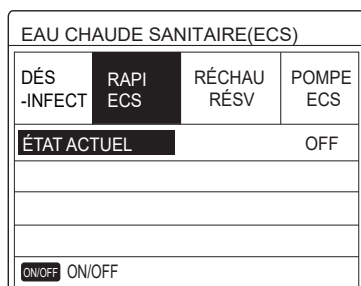 EAU CHAUDE SANITAIRE(ECS)
DÉS -INFECT
RAPI ECS
RÉCHAU RÉSV
POMPE ECS
ÉTAT ACTUEL OFF
ON/OFF ON/OFF